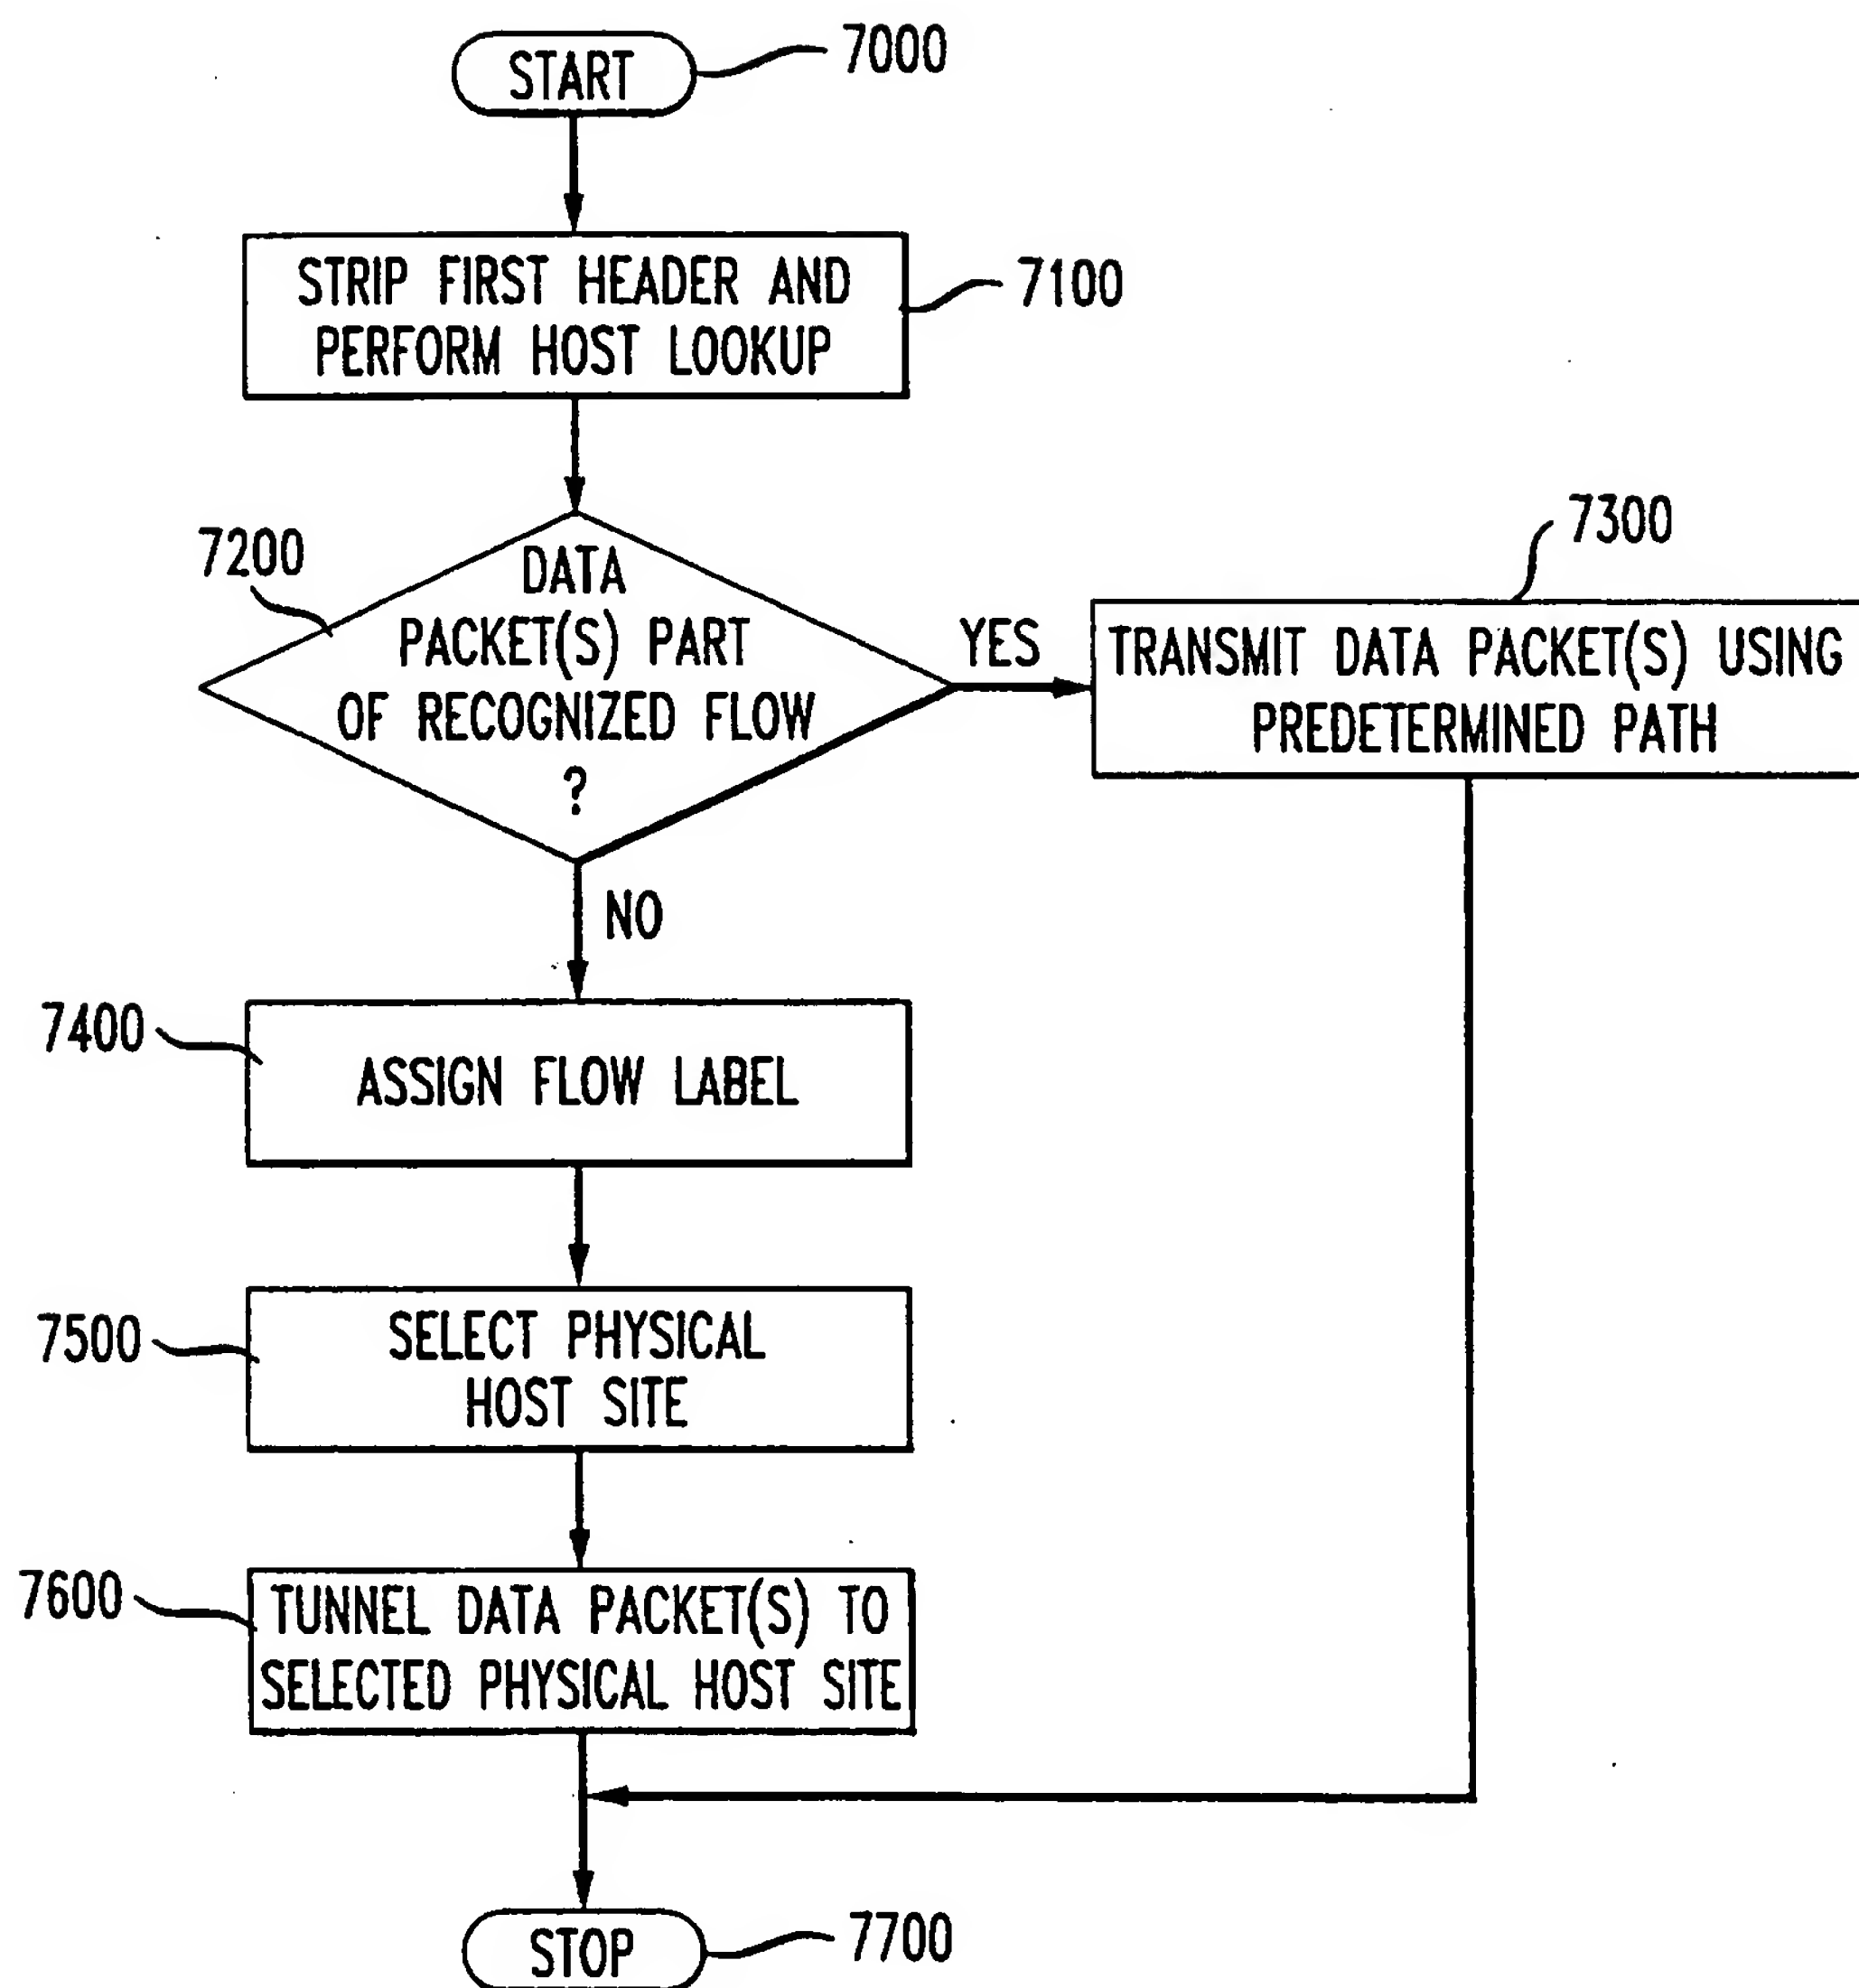 START
7000
STRIP FIRST HEADER AND
PERFORM HOST LOOKUP
7100
7200
DATA
PACKET(S) PART
OF RECOGNIZED FLOW
?
YES
7300
TRANSMIT DATA PACKET(S) USING
PREDETERMINED PATH
NO
7400
ASSIGN FLOW LABEL
7500
SELECT PHYSICAL
HOST SITE
7600
TUNNEL DATA PACKET(S) TO
SELECTED PHYSICAL HOST SITE
STOP
7700